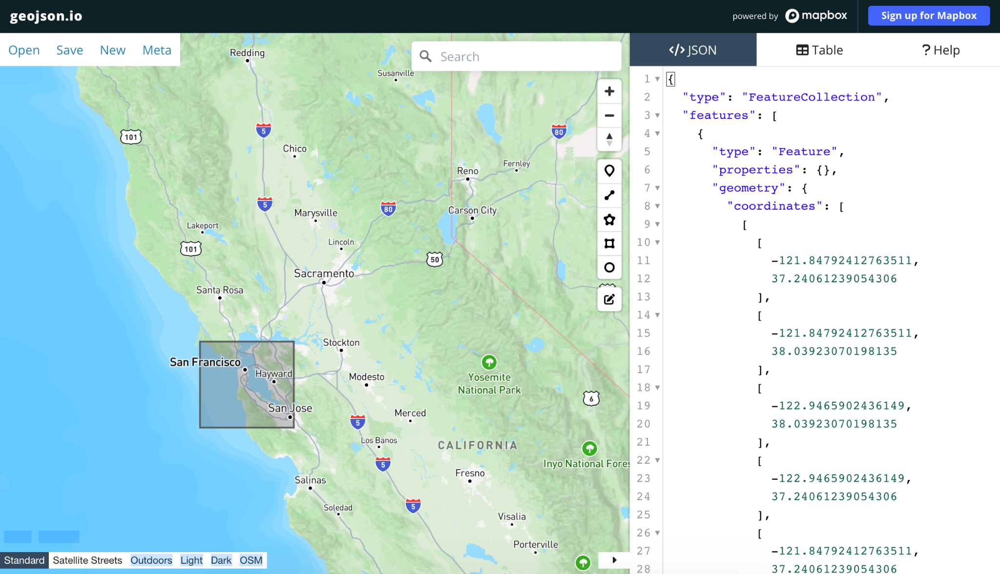 geojson.io
powered by mapbox
Sign up for Mapbox
Open Save New Meta
Search
</> JSON
Table
? Help
Redding
Susanville
5
101
80
Chico
Fernley
Reno
5
80
Carson City
Marysville
Lakeport
Lincoln
101
50
Sacramento
Santa Rosa
Stockton
San Francisco
Hayward
Modesto
Yosemite
National Park
San Jose
Merced
6
5
Los Banos
CALIFORNIA
5
Inyo National Fores
Fresno
Salinas
Soledad
5
Visalia
Porterville
Standard Satellite Streets Outdoors Light Dark OSM
1 {
2 "type": "FeatureCollection",
3 "features": [
4 {
5 "type": "Feature",
6 "properties": {},
7 "geometry": {
8 "coordinates": [
9 [
10 [
11 -121.84792412763511,
12 37.24061239054306
13 ],
14 [
15 -121.84792412763511,
16 38.03923070198135
17 ],
18 [
19 -122.9465902436149,
20 38.03923070198135
21 ],
22 [
23 -122.9465902436149,
24 37.24061239054306
25 ],
26 [
27 -121.84792412763511,
28 37.24061239054306